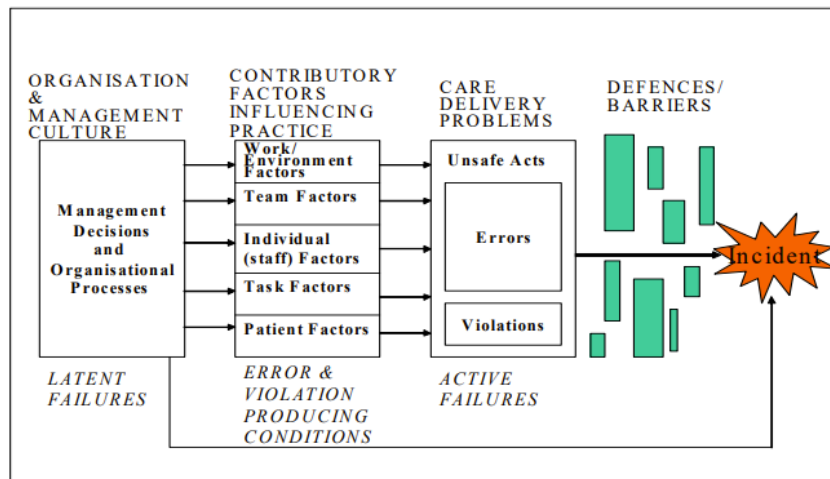 ORGANISATION
&
MANAGEMENT
CULTURE
CONTRIBUTORY
FACTORS
INFLUENCING
PRACTICE
CARE
DELIVERY
PROBLEMS
DEFENCES/
BARRIERS
Management
Decisions
and
Organisational
Processes
Work/
Environment
Factors
Team Factors
Individual
(staff) Factors
Task Factors
Patient Factors
Unsafe Acts
Errors
Violations
Incident
LATENT
FAILURES
ERROR &
VIOLATION
PRODUCING
CONDITIONS
ACTIVE
FAILURES